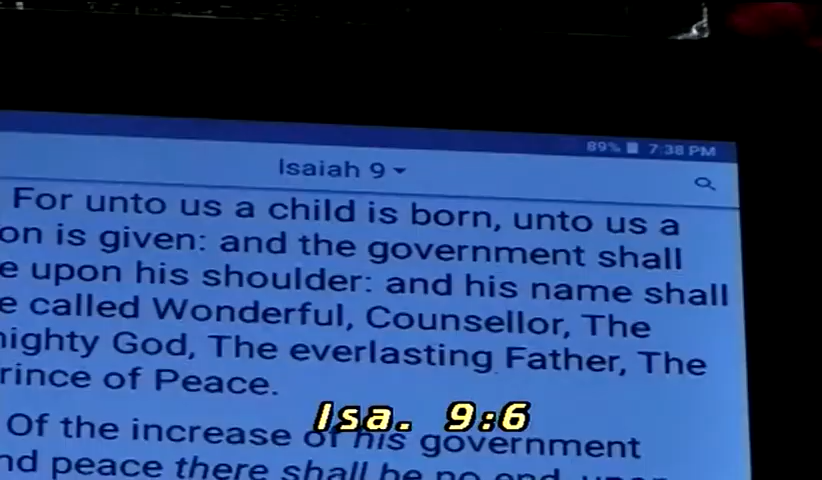 89% 7:38 PM
Isaiah 9
For unto us a child is born, unto us a
on is given: and the government shall
e upon his shoulder: and his name shall
e called Wonderful, Counsellor, The
ighty God, The everlasting Father, The
rince of Peace.
Isa. 9:6
Of the increase of his government
nd peace there shall be no end, upon